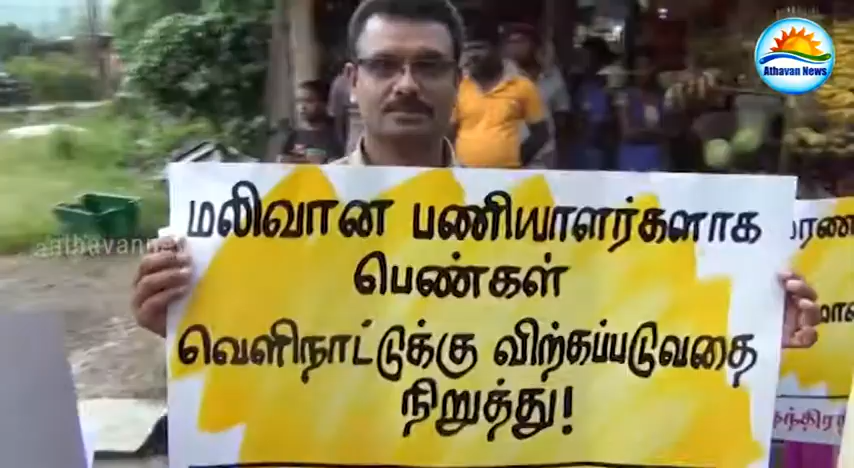 Athavan News
மலிவான பணியாளர்களாக
பெண்கள்
வெளிநாட்டுக்கு விற்கப்படுவதை
நிறுத்து!